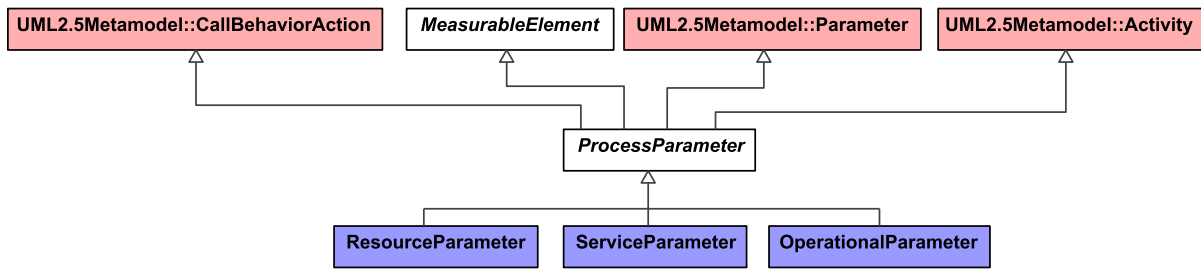 UML2.5Metamodel::CallBehaviorAction
MeasurableElement
UML2.5Metamodel::Parameter
UML2.5Metamodel::Activity
ProcessParameter
ResourceParameter
ServiceParameter
OperationalParameter